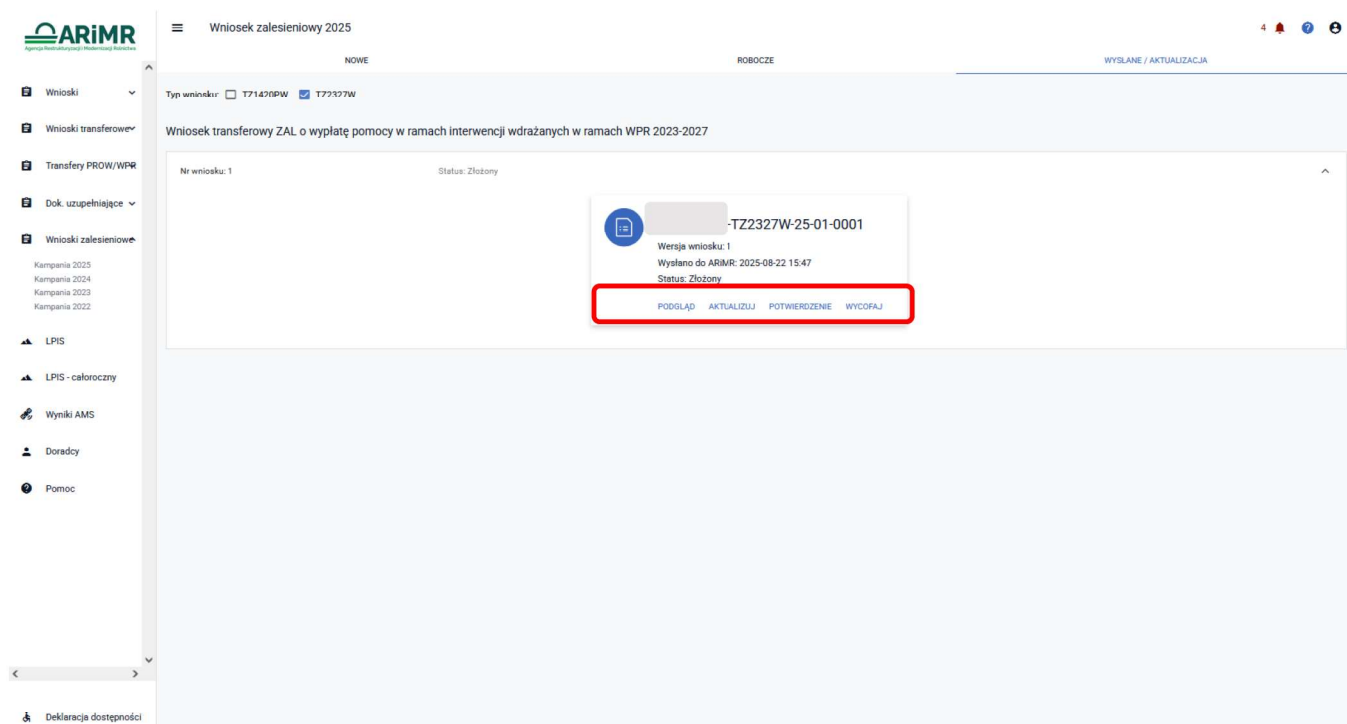 ARiMR
Agencja Restrukturyzacji i Modernizacji Rolnictwa
Wniosek zalesieniowy 2025
4
NOWE
ROBOCZE
WYSŁANE / AKTUALIZACJA
Wnioski
Wnioski transferowe
Transfery PROW/WPR
Dok. uzupełniające
Wnioski zalesieniowe
Kampania 2025
Kampania 2024
Kampania 2023
Kampania 2022
LPIS
LPIS - całoroczny
Wyniki AMS
Doradcy
Pomoc
Deklaracja dostępności
Typ wniosku: TZ1420PW TZ2327W
Wniosek transferowy ZAL o wypłatę pomocy w ramach interwencji wdrażanych w ramach WPR 2023-2027
Nr wniosku: 1 Status: Złożony
-TZ2327W-25-01-0001
Wersja wniosku: 1
Wysłano do ARiMR: 2025-08-22 15:47
Status: Złożony
PODGLĄD AKTUALIZUJ POTWIERDZENIE WYCOFAJ